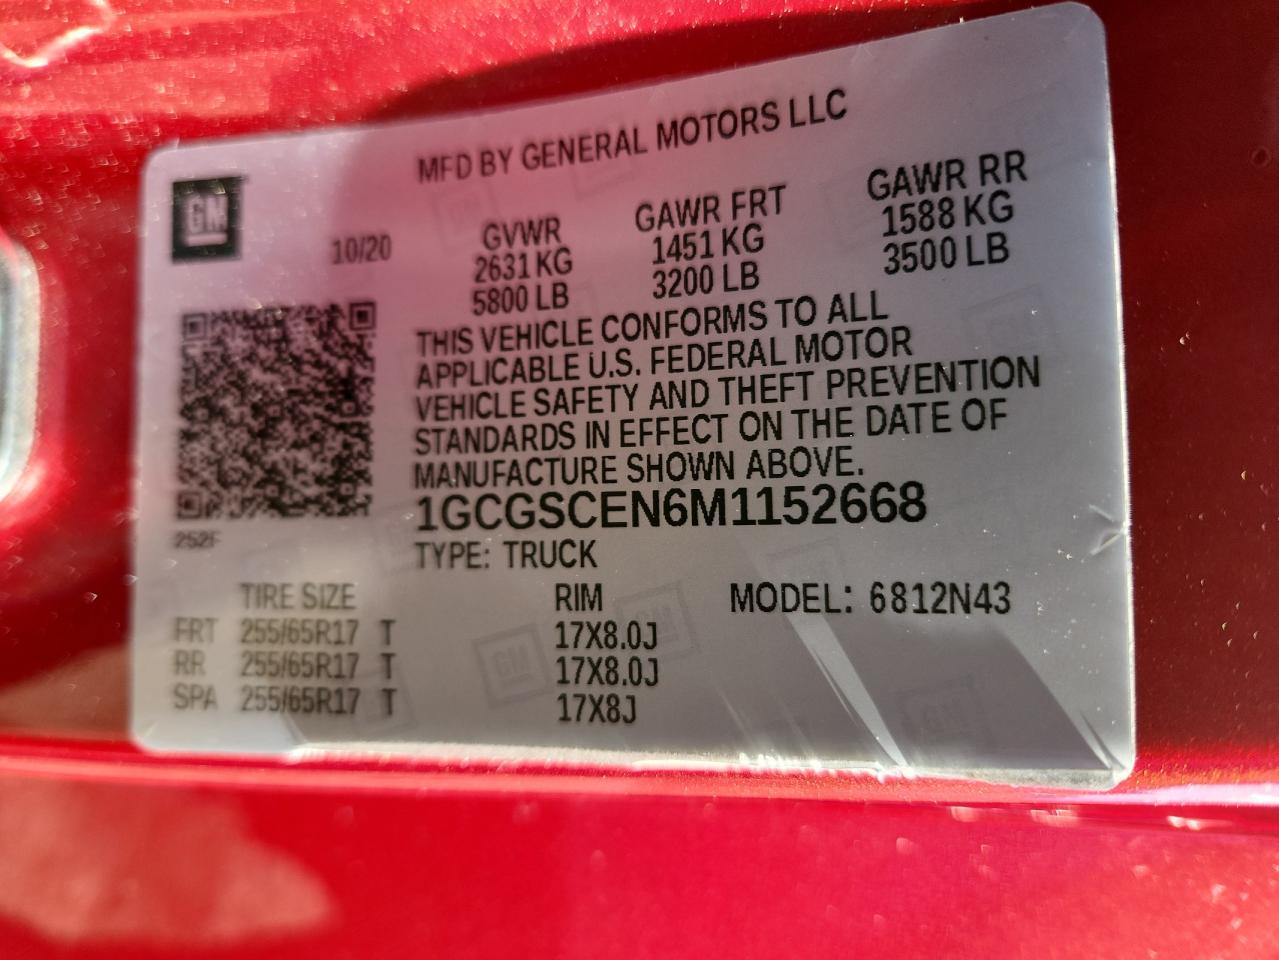 MFD BY GENERAL MOTORS LLC
GM
10/20 GVWR GAWR FRT GAWR RR
2631 KG 1451 KG 1588 KG
5800 LB 3200 LB 3500 LB
THIS VEHICLE CONFORMS TO ALL
APPLICABLE U.S. FEDERAL MOTOR
VEHICLE SAFETY AND THEFT PREVENTION
STANDARDS IN EFFECT ON THE DATE OF
MANUFACTURE SHOWN ABOVE.
1GCGSCEN6M1152668
252F
TYPE: TRUCK
TIRE SIZE RIM MODEL: 6812N43
FRT 255/65R17 T 17X8.0J
RR 255/65R17 T 17X8.0J
SPA 255/65R17 T 17X8J